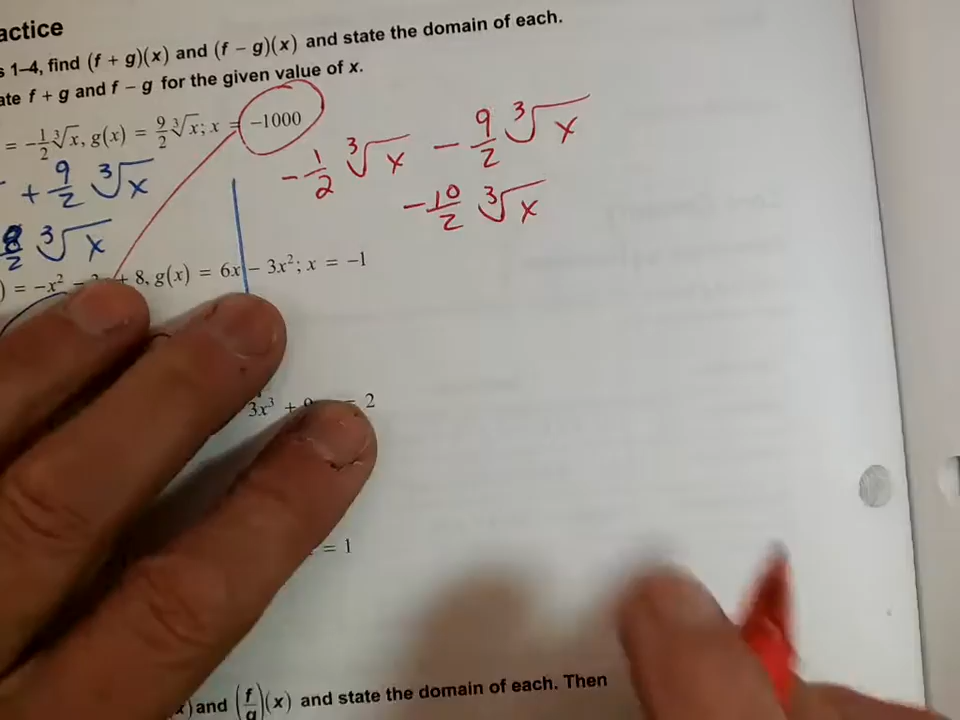 actice
1–4, find (f + g)(x) and (f − g)(x) and state the domain of each.
ate f + g and f − g for the given value of x.
= −1/2 ∛x, g(x) = 9/2 ∛x; x = −1000
+ 9/2 ∛x
8/2 ∛x
−1/2 ∛x − 9/2 ∛x
−10/2 ∛x
) = −x² − + 8, g(x) = 6x − 3x²; x = −1
3x³ + = 2
= 1
) and (f/g)(x) and state the domain of each. Then